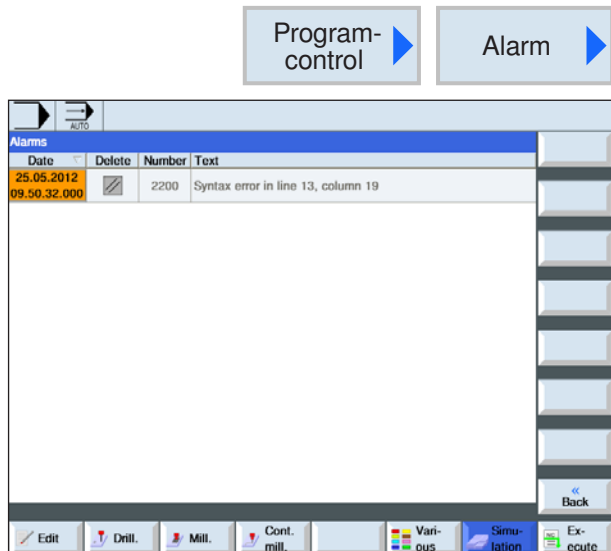 Program-
control
Alarm
AUTO
Alarms
Date Delete Number Text
25.05.2012
09.50.32.000
2200 Syntax error in line 13, column 19
«
Back
Edit
Drill.
Mill.
Cont.
mill.
Vari-
ous
Simu-
lation
Ex-
ecute